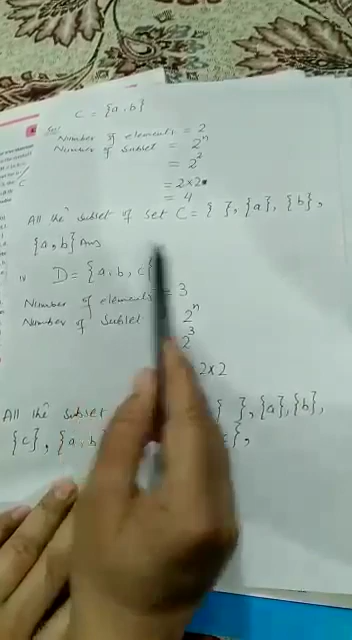 C = {a, b}
Sol:
Number of elements = 2
Number of subset = 2ⁿ
= 2²
= 2×2
= 4
All the subset of set C = { }, {a}, {b},
{a, b} Ans
iv D = {a, b, c}
Number of elements = 3
Number of Subset 2ⁿ
2³
2×2
All the subset { }, {a}, {b},
{c}, {a, b },